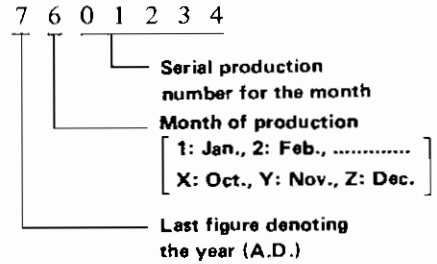 7 6 0 1 2 3 4
Serial production
number for the month
Month of production
1: Jan., 2: Feb., .............
X: Oct., Y: Nov., Z: Dec.
Last figure denoting
the year (A.D.)